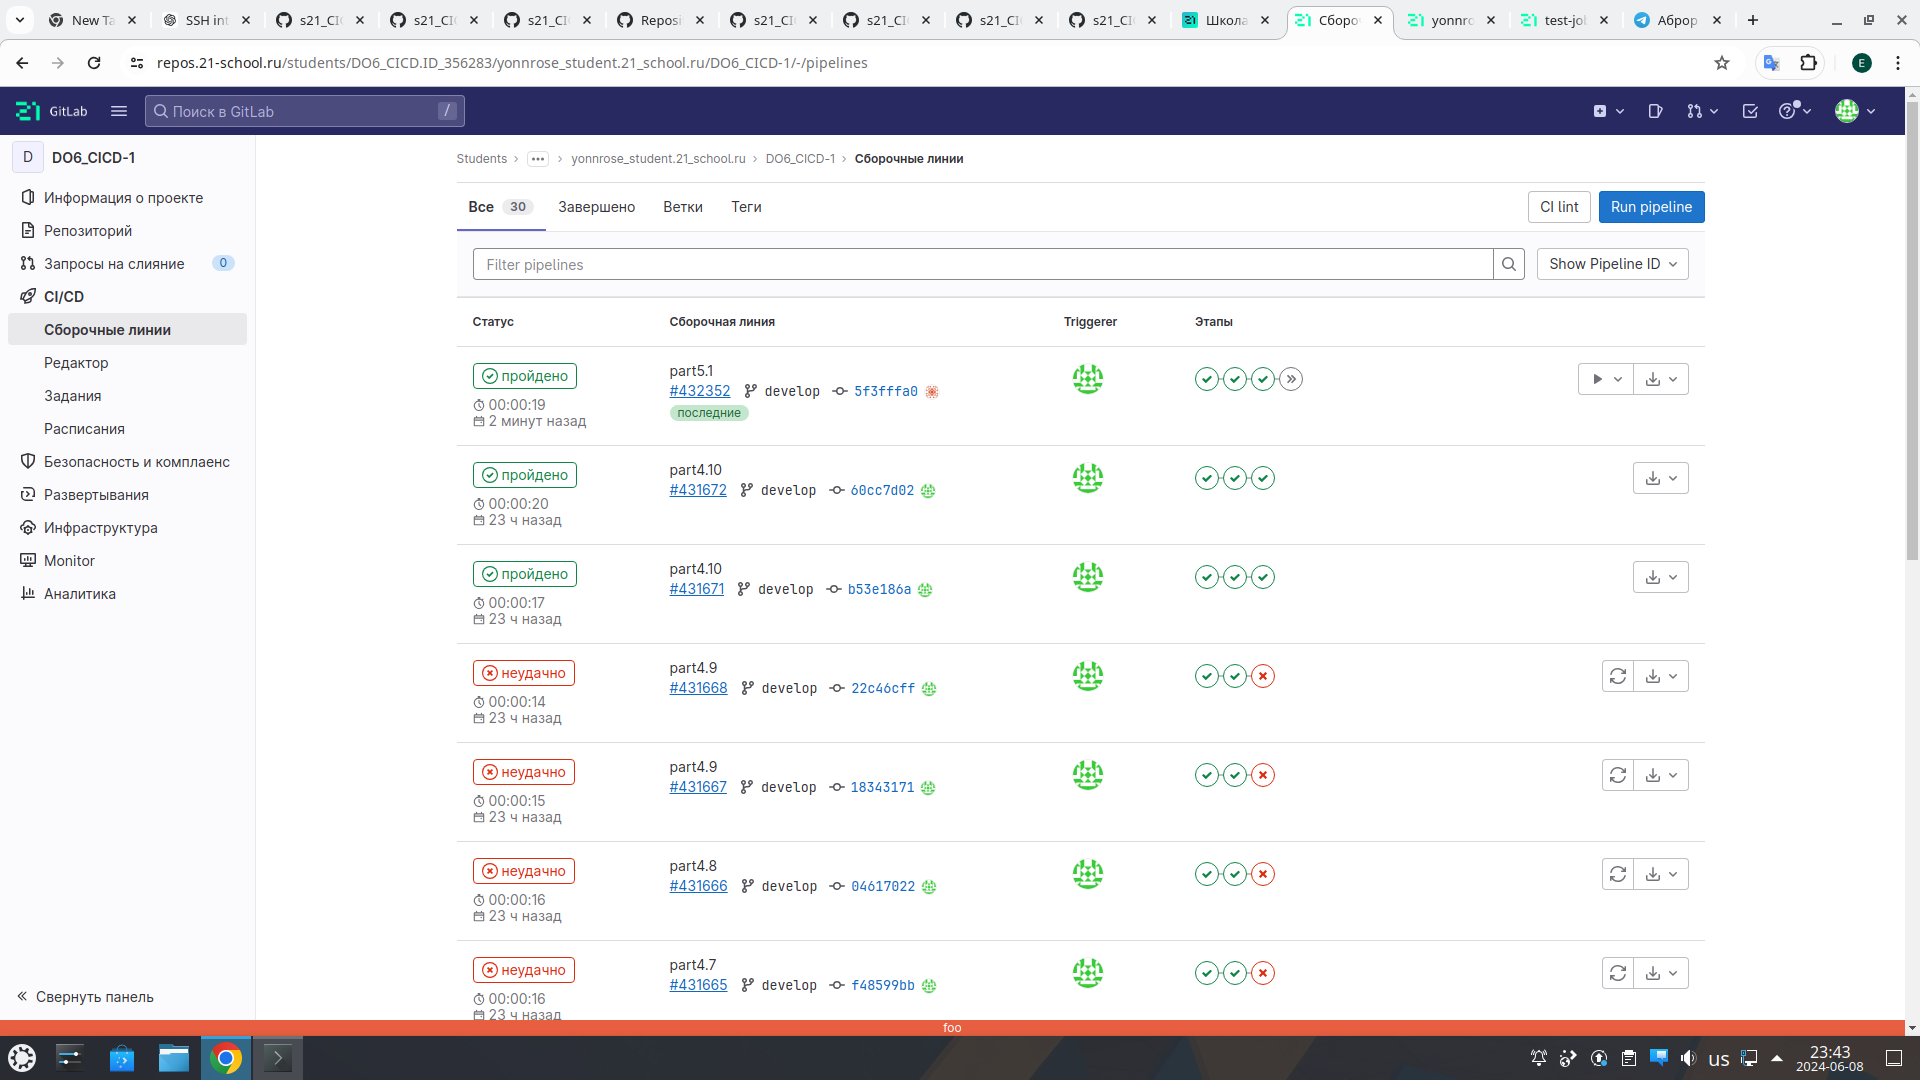 New Ta
SSH int
s21_CIC
s21_CIC
s21_CIC
Reposi
s21_CIC
s21_CIC
s21_CIC
s21_CIC
Школа
Сборо
yonnro
test-job
Аброр
repos.21-school.ru/students/DO6_CICD.ID_356283/yonnrose_student.21_school.ru/DO6_CICD-1/-/pipelines
E
GitLab
Поиск в GitLab
/
D
DO6_CICD-1
Информация о проекте
Репозиторий
Запросы на слияние
0
CI/CD
Сборочные линии
Редактор
Задания
Расписания
Безопасность и комплаенс
Развертывания
Инфраструктура
Monitor
Аналитика
Свернуть панель
Students › ··· › yonnrose_student.21_school.ru › DO6_CICD-1 › Сборочные линии
Все 30
Завершено
Ветки
Теги
CI lint
Run pipeline
Filter pipelines
Show Pipeline ID
Статус
Сборочная линия
Triggerer
Этапы
пройдено
00:00:19
2 минут назад
part5.1
#432352 develop 5f3fffa0
последние
пройдено
00:00:20
23 ч назад
part4.10
#431672 develop 60cc7d02
пройдено
00:00:17
23 ч назад
part4.10
#431671 develop b53e186a
неудачно
00:00:14
23 ч назад
part4.9
#431668 develop 22c46cff
неудачно
00:00:15
23 ч назад
part4.9
#431667 develop 18343171
неудачно
00:00:16
23 ч назад
part4.8
#431666 develop 04617022
неудачно
00:00:16
23 ч назад
part4.7
#431665 develop f48599bb
foo
us
23:43
2024-06-08